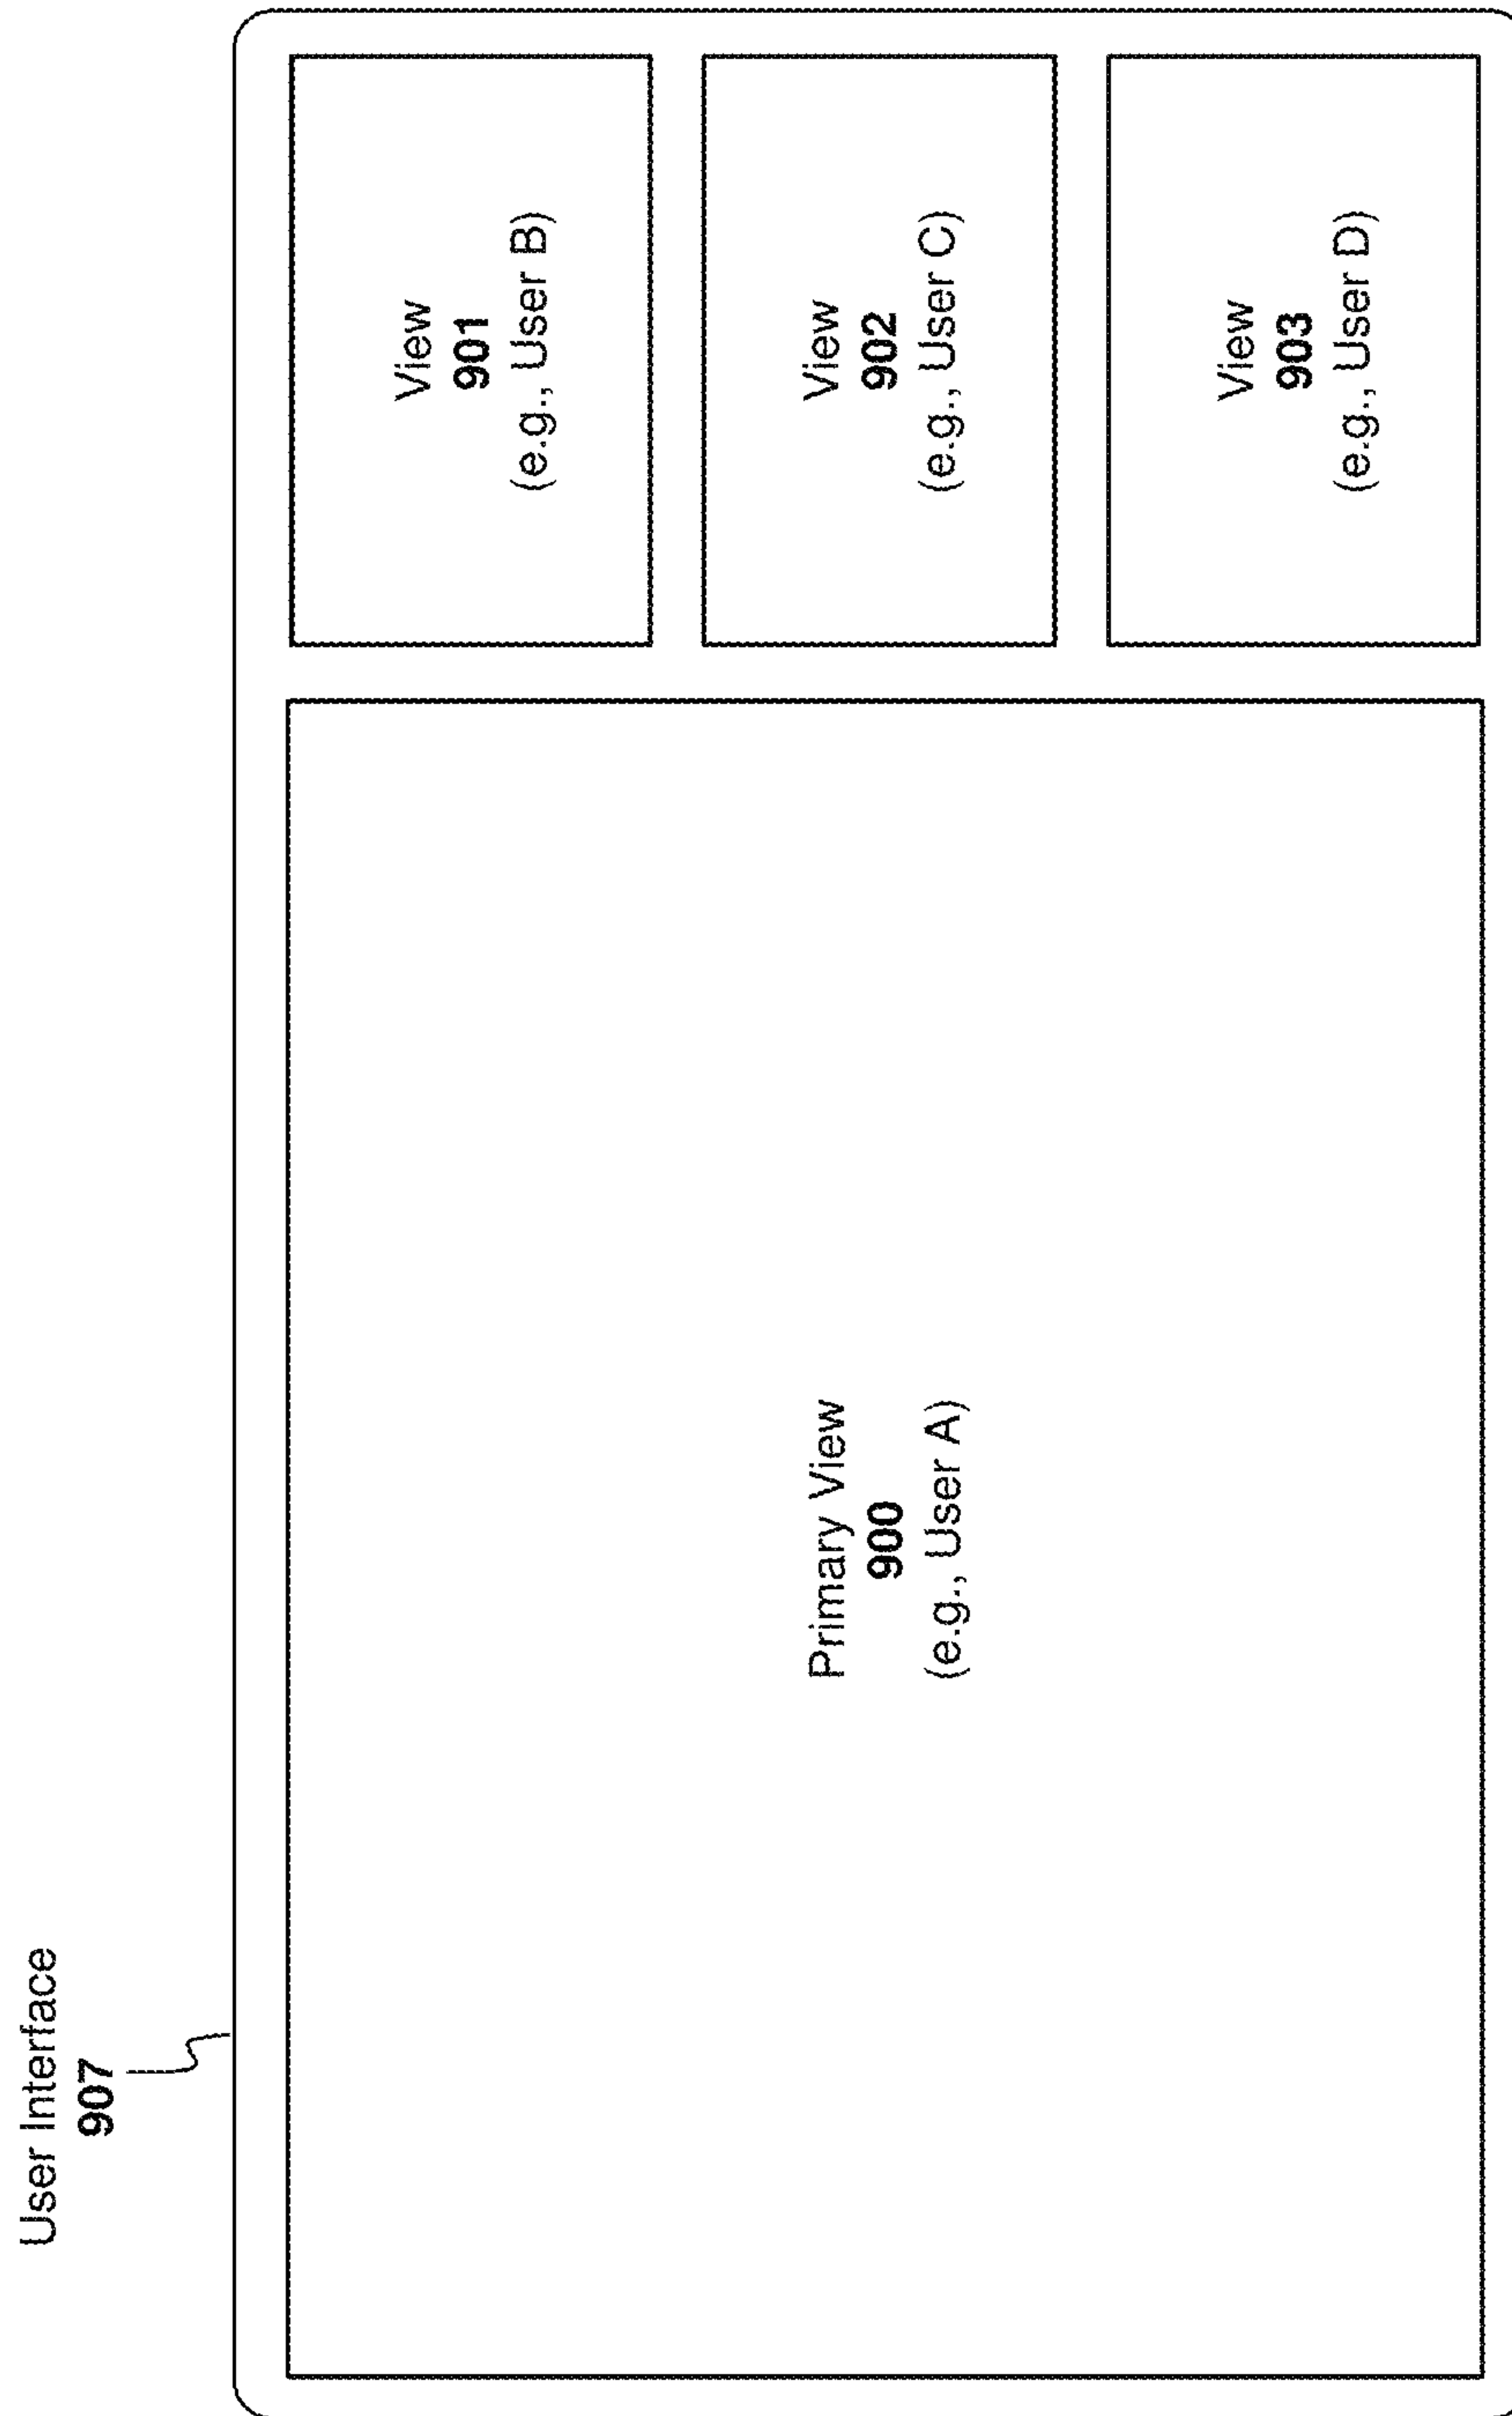 User Interface
907
Primary View
900
(e.g., User A)
View
901
(e.g., User B)
View
902
(e.g., User C)
View
903
(e.g., User D)